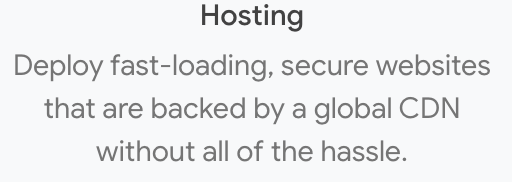 Hosting
Deploy fast-loading, secure websites
that are backed by a global CDN
without all of the hassle.